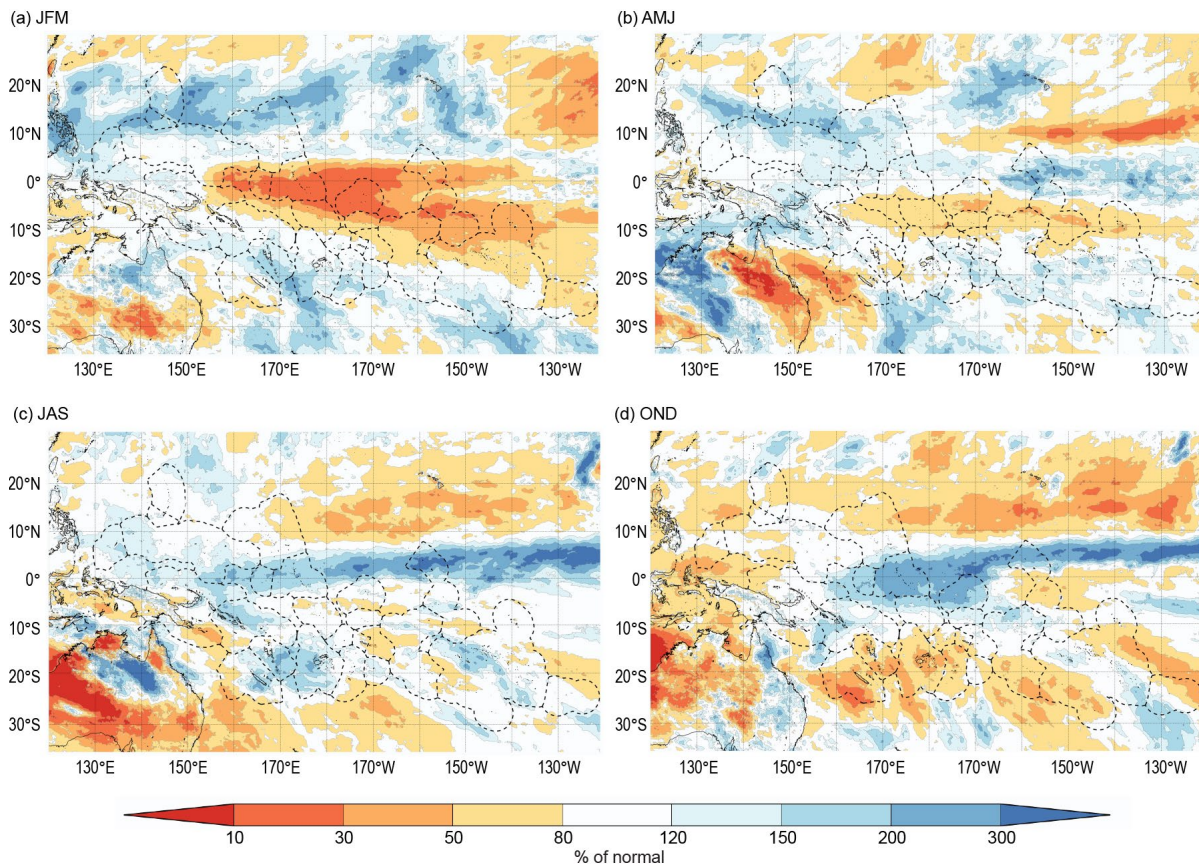 (a) JFM (b) AMJ
20°N 20°N
10°N 10°N
0° 0°
10°S 10°S
20°S 20°S
30°S 30°S
130°E 150°E 170°E 170°W 150°W 130°W 130°E 150°E 170°E 170°W 150°W 130°W
(c) JAS (d) OND
20°N 20°N
10°N 10°N
0° 0°
10°S 10°S
20°S 20°S
30°S 30°S
130°E 150°E 170°E 170°W 150°W 130°W 130°E 150°E 170°E 170°W 150°W 130°W
10 30 50 80 120 150 200 300
% of normal